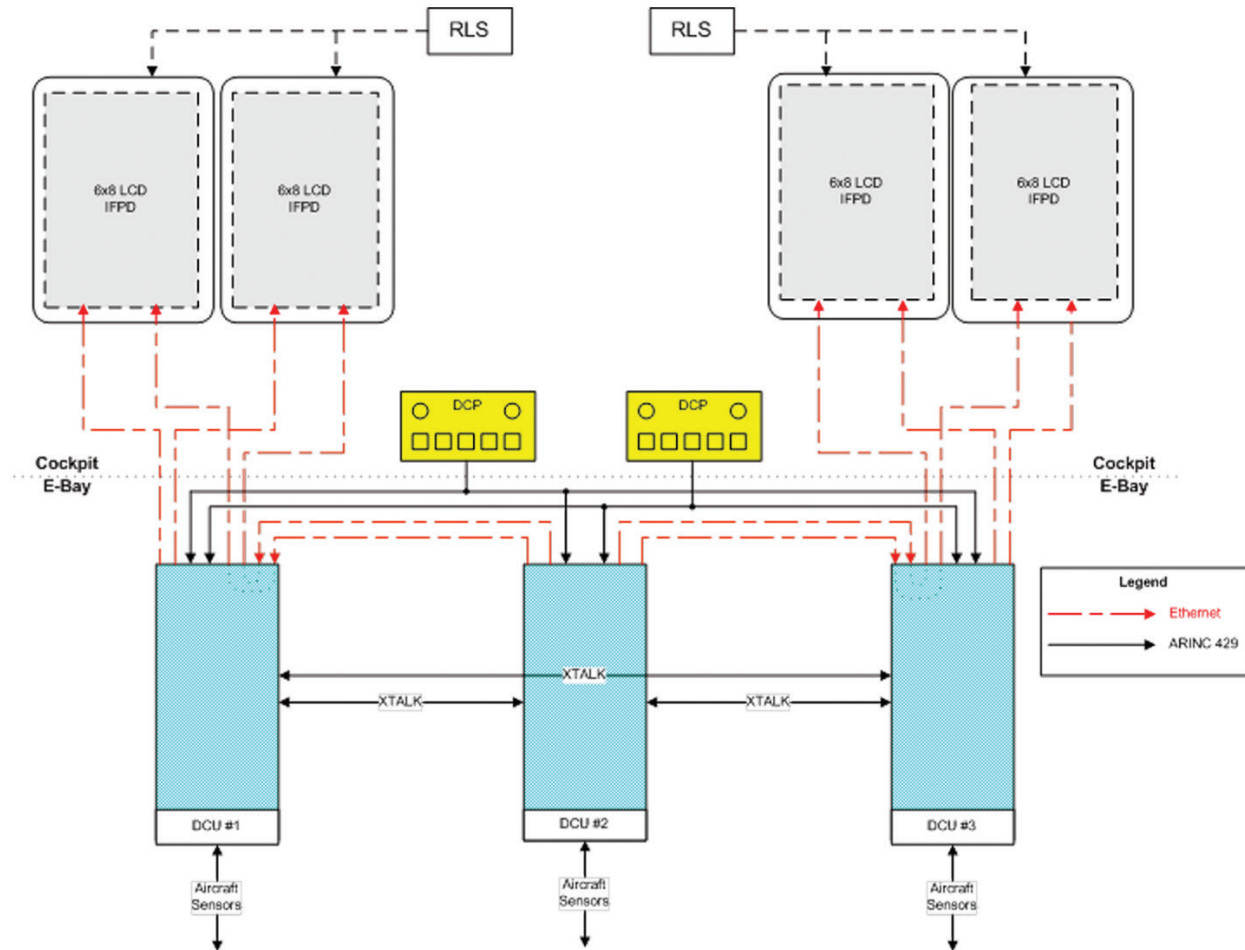 RLS
RLS
6x8 LCD
IFPD
6x8 LCD
IFPD
6x8 LCD
IFPD
6x8 LCD
IFPD
DCP
DCP
Cockpit
E-Bay
Cockpit
E-Bay
Legend
Ethernet
ARINC 429
XTALK
XTALK
XTALK
DCU #1
DCU #2
DCU #3
Aircraft
Sensors
Aircraft
Sensors
Aircraft
Sensors